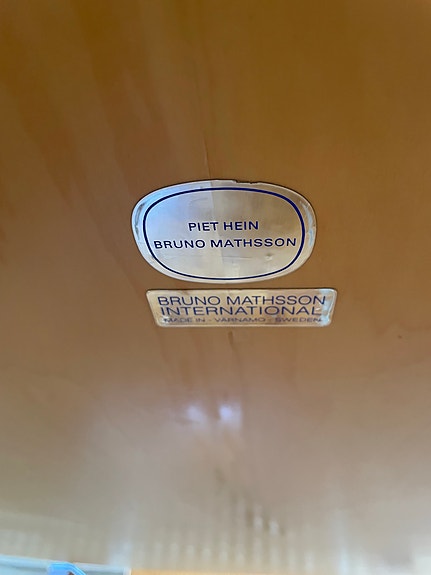 PIET HEIN
BRUNO MATHSSON
BRUNO MATHSSON
INTERNATIONAL
MADE IN - VÄRNAMO - SWEDEN